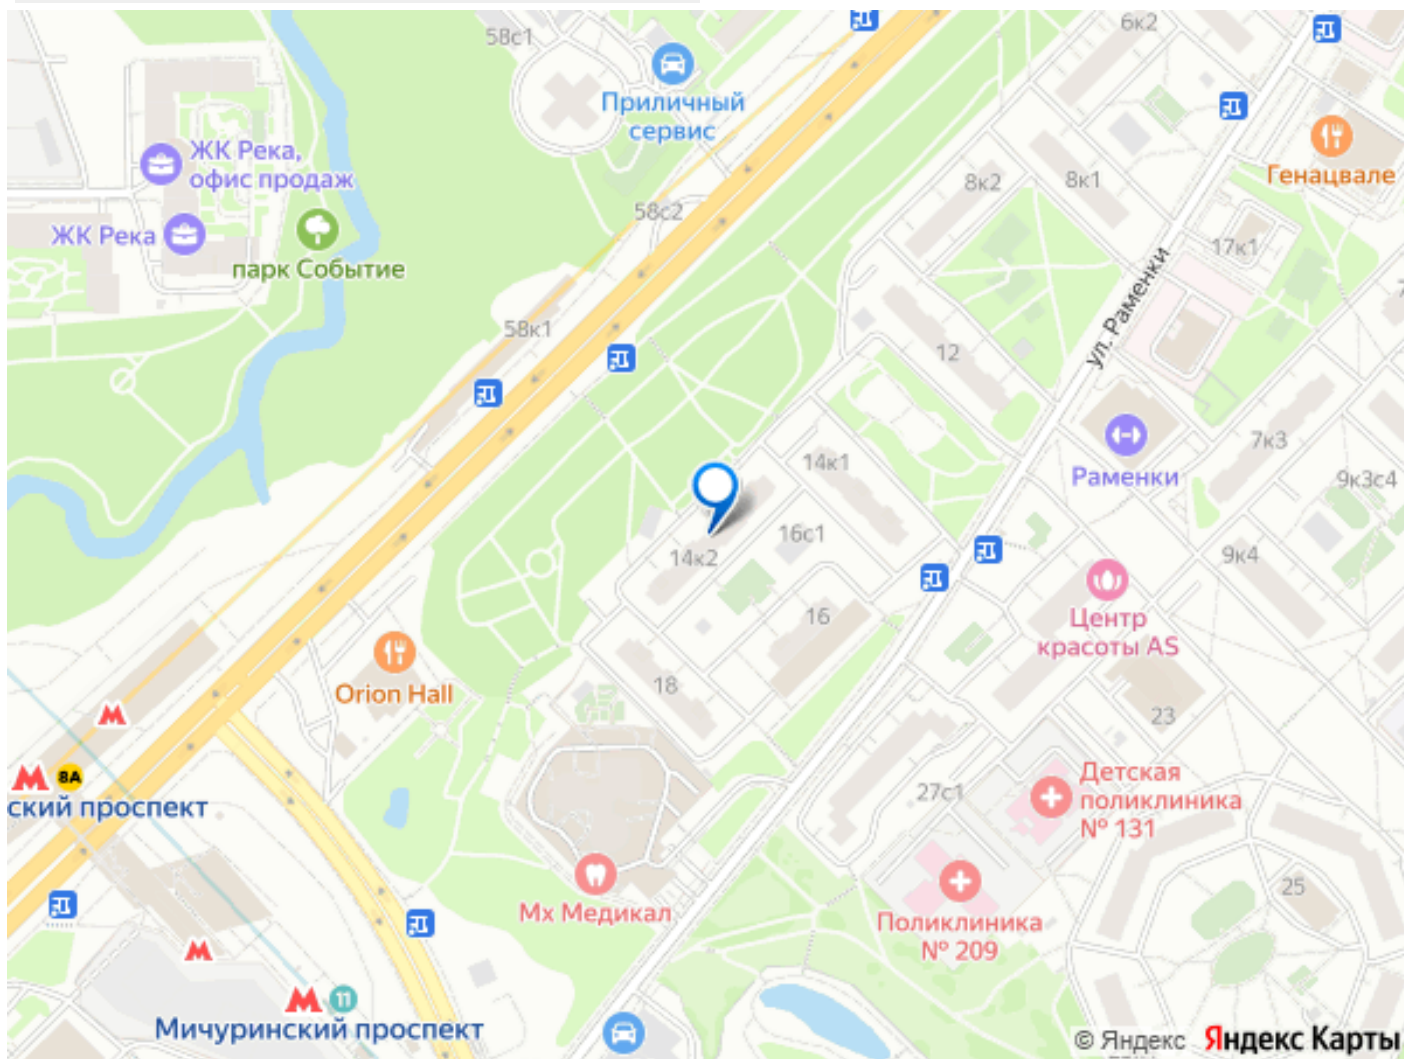 58с1
6к2
Приличный
сервис
ЖК Река,
офис продаж
Генацвале
8к2
8к1
58с2
ЖК Река
17к1
парк Событие
ул. Раменки
58к1
12
7к3
14к1
Раменки
9к3с4
16с1
14к2
9к4
16
Центр
красоты AS
Orion Hall
18
23
8А
ский проспект
Детская
поликлиника
№ 131
27с1
25
Мх Медикал
Поликлиника
№ 209
11
Мичуринский проспект
© Яндекс Яндекс Карты